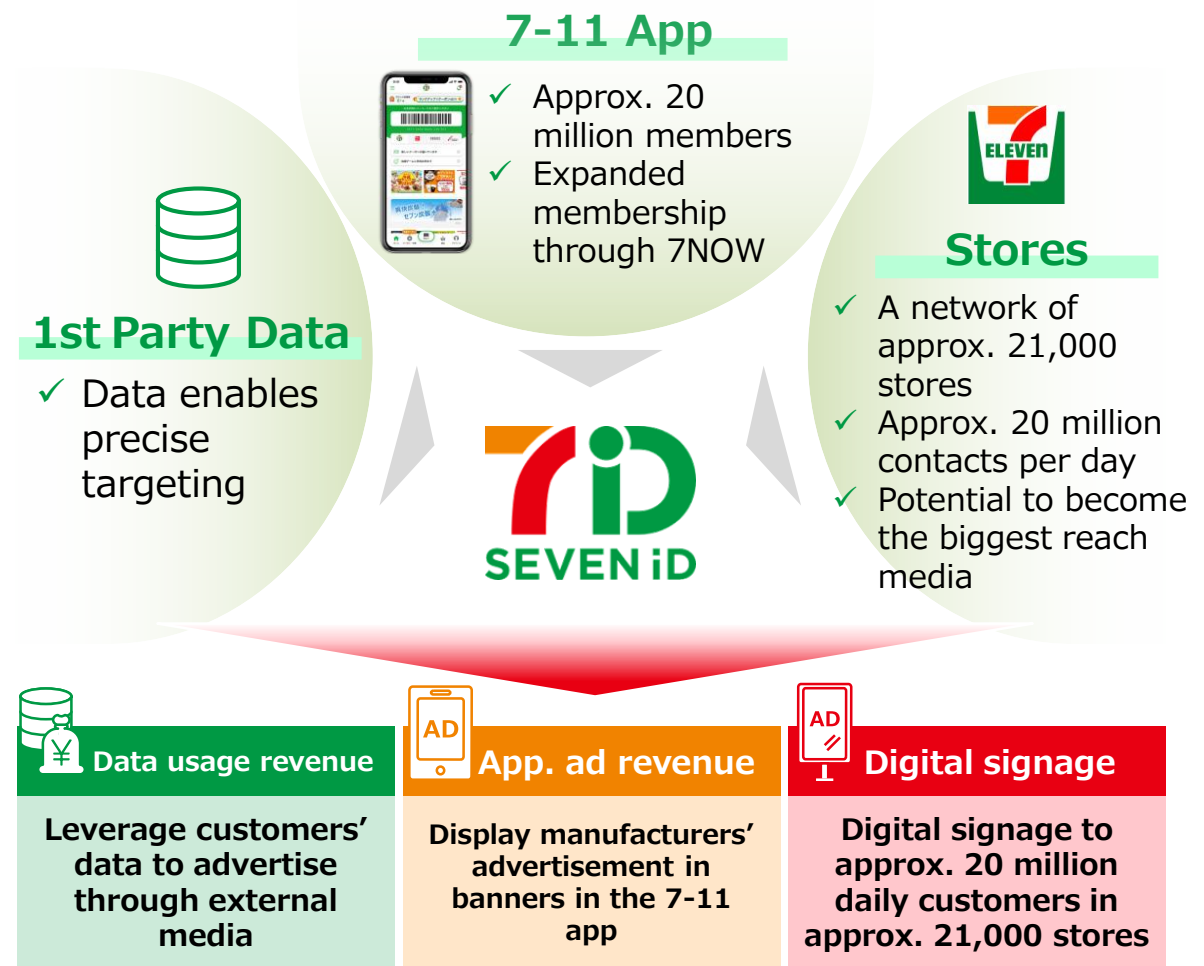 7-11 App
✓ Approx. 20
million members
✓ Expanded
membership
through 7NOW
1st Party Data
✓ Data enables
precise
targeting
7-ELEVEN
Stores
✓ A network of
approx. 21,000
stores
✓ Approx. 20 million
contacts per day
✓ Potential to become
the biggest reach
media
7iD
SEVEN iD
¥
Data usage revenue
Leverage customers’
data to advertise
through external
media
AD
App. ad revenue
Display manufacturers’
advertisement in
banners in the 7-11
app
AD
Digital signage
Digital signage to
approx. 20 million
daily customers in
approx. 21,000 stores